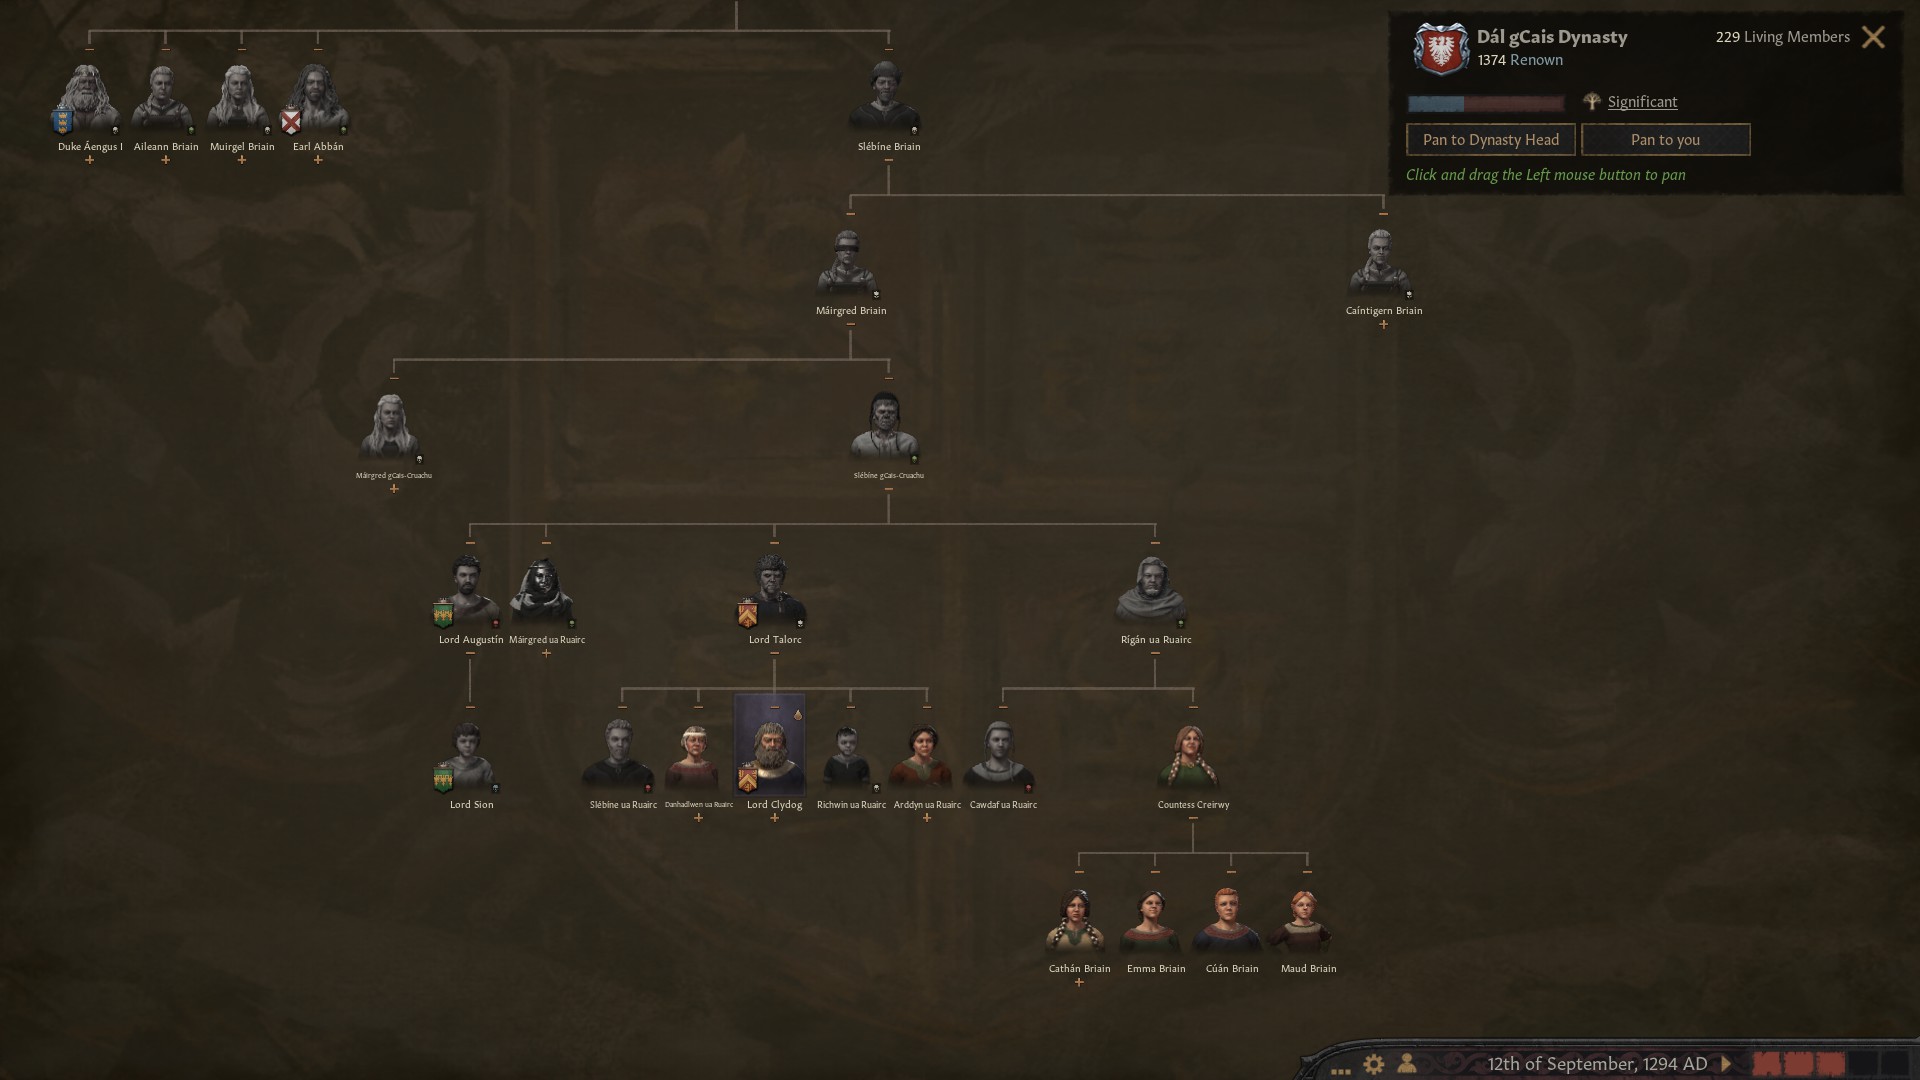 Dál gCais Dynasty
229 Living Members
1374 Renown
Significant
Pan to Dynasty Head
Pan to you
Click and drag the Left mouse button to pan
Duke Áengus I
Aileann Briain
Muirgel Briain
Earl Abbán
Slébíne Briain
Máirgred Briain
Caíntigern Briain
Máirgred gCais-Cruachu
Slébíne gCais-Cruachu
Lord Augustín
Máirgred ua Ruairc
Lord Talorc
Rígán ua Ruairc
Lord Sion
Slébíne ua Ruairc
Danhadlwen ua Ruairc
Lord Clydog
Richwin ua Ruairc
Arddyn ua Ruairc
Cawdaf ua Ruairc
Countess Creirwy
Cathán Briain
Emma Briain
Cúán Briain
Maud Briain
12th of September, 1294 AD